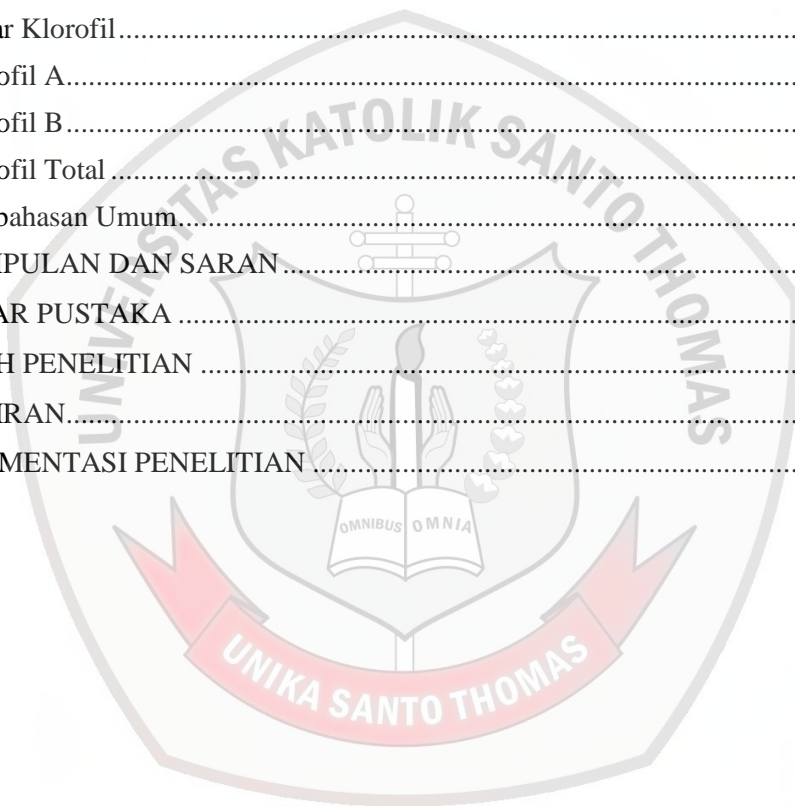 ar Klorofil
ofil A
ofil B
ofil Total
bahasan Umum
IPULAN DAN SARAN
AR PUSTAKA
H PENELITIAN
IRAN
MENTASI PENELITIAN
UNIVERSITAS KATOLIK SANTO THOMAS
OMNIBUS OMNIA
UNIKA SANTO THOMAS